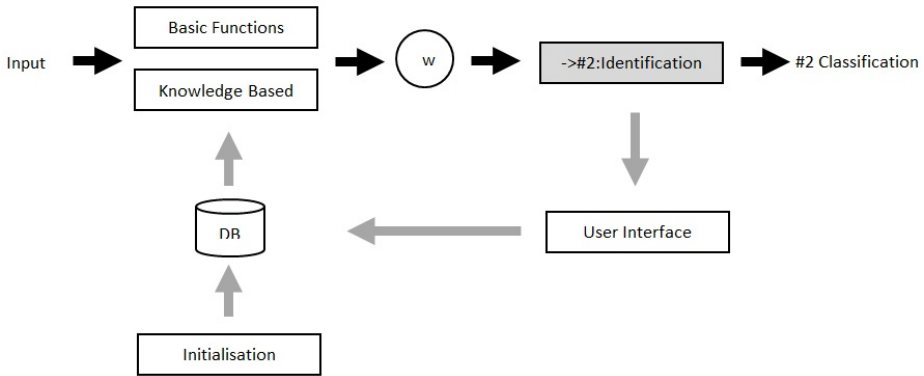 Basic Functions
Input
Knowledge Based
w
->#2:Identification
#2 Classification
DB
User Interface
Initialisation